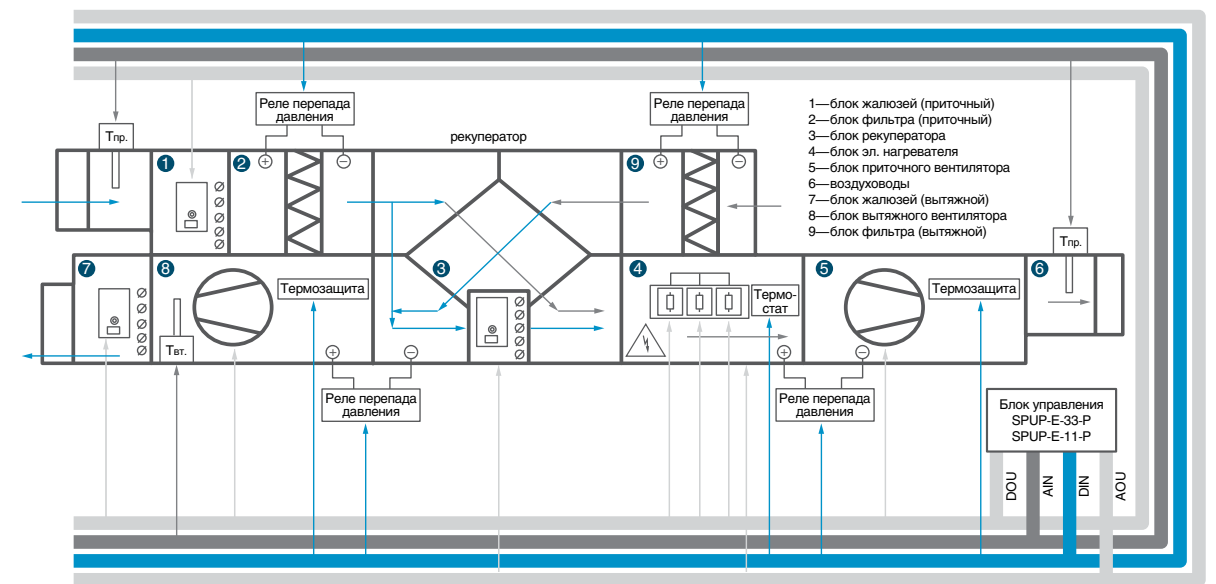 Реле перепада
давления
Реле перепада
давления
1—блок жалюзей (приточный)
2—блок фильтра (приточный)
3—блок рекуператора
4—блок эл. нагревателя
5—блок приточного вентилятора
6—воздуховоды
7—блок жалюзей (вытяжной)
8—блок вытяжного вентилятора
9—блок фильтра (вытяжной)
Тпр.
рекуператор
1
2
9
Тпр.
7
8
3
4
5
6
Термозащита
Термо-
стат
Термозащита
Твт.
Реле перепада
давления
Реле перепада
давления
Блок управления
SPUP-E-33-P
SPUP-E-11-P
DOU
AIN
DIN
AOU